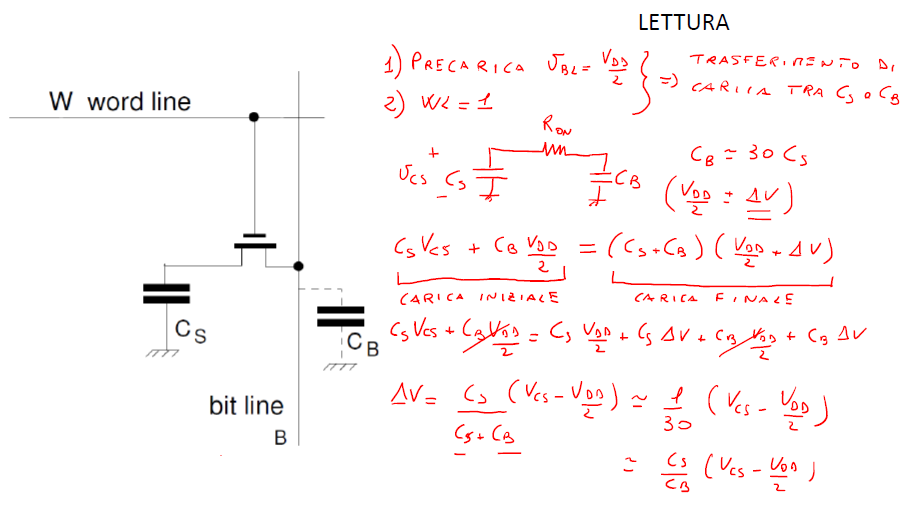 LETTURA
1) PRECARICA V_BL = V_DD/2 } => TRASFERIMENTO DI CARICA TRA C_S e C_B
2) WL = 1
W word line
R_ON
V_CS + − C_S C_B
C_B ≃ 30 C_S
(V_DD/2 ± ΔV)
C_S V_CS + C_B V_DD/2 = (C_S + C_B) (V_DD/2 + ΔV)
CARICA INIZIALE CARICA FINALE
C_S V_CS + C_B V_DD/2 = C_S V_DD/2 + C_S ΔV + C_B V_DD/2 + C_B ΔV
C_S
C_B
ΔV = C_S/(C_S + C_B) (V_CS − V_DD/2) ≃ 1/30 (V_CS − V_DD/2)
≃ C_S/C_B (V_CS − V_DD/2)
bit line
B